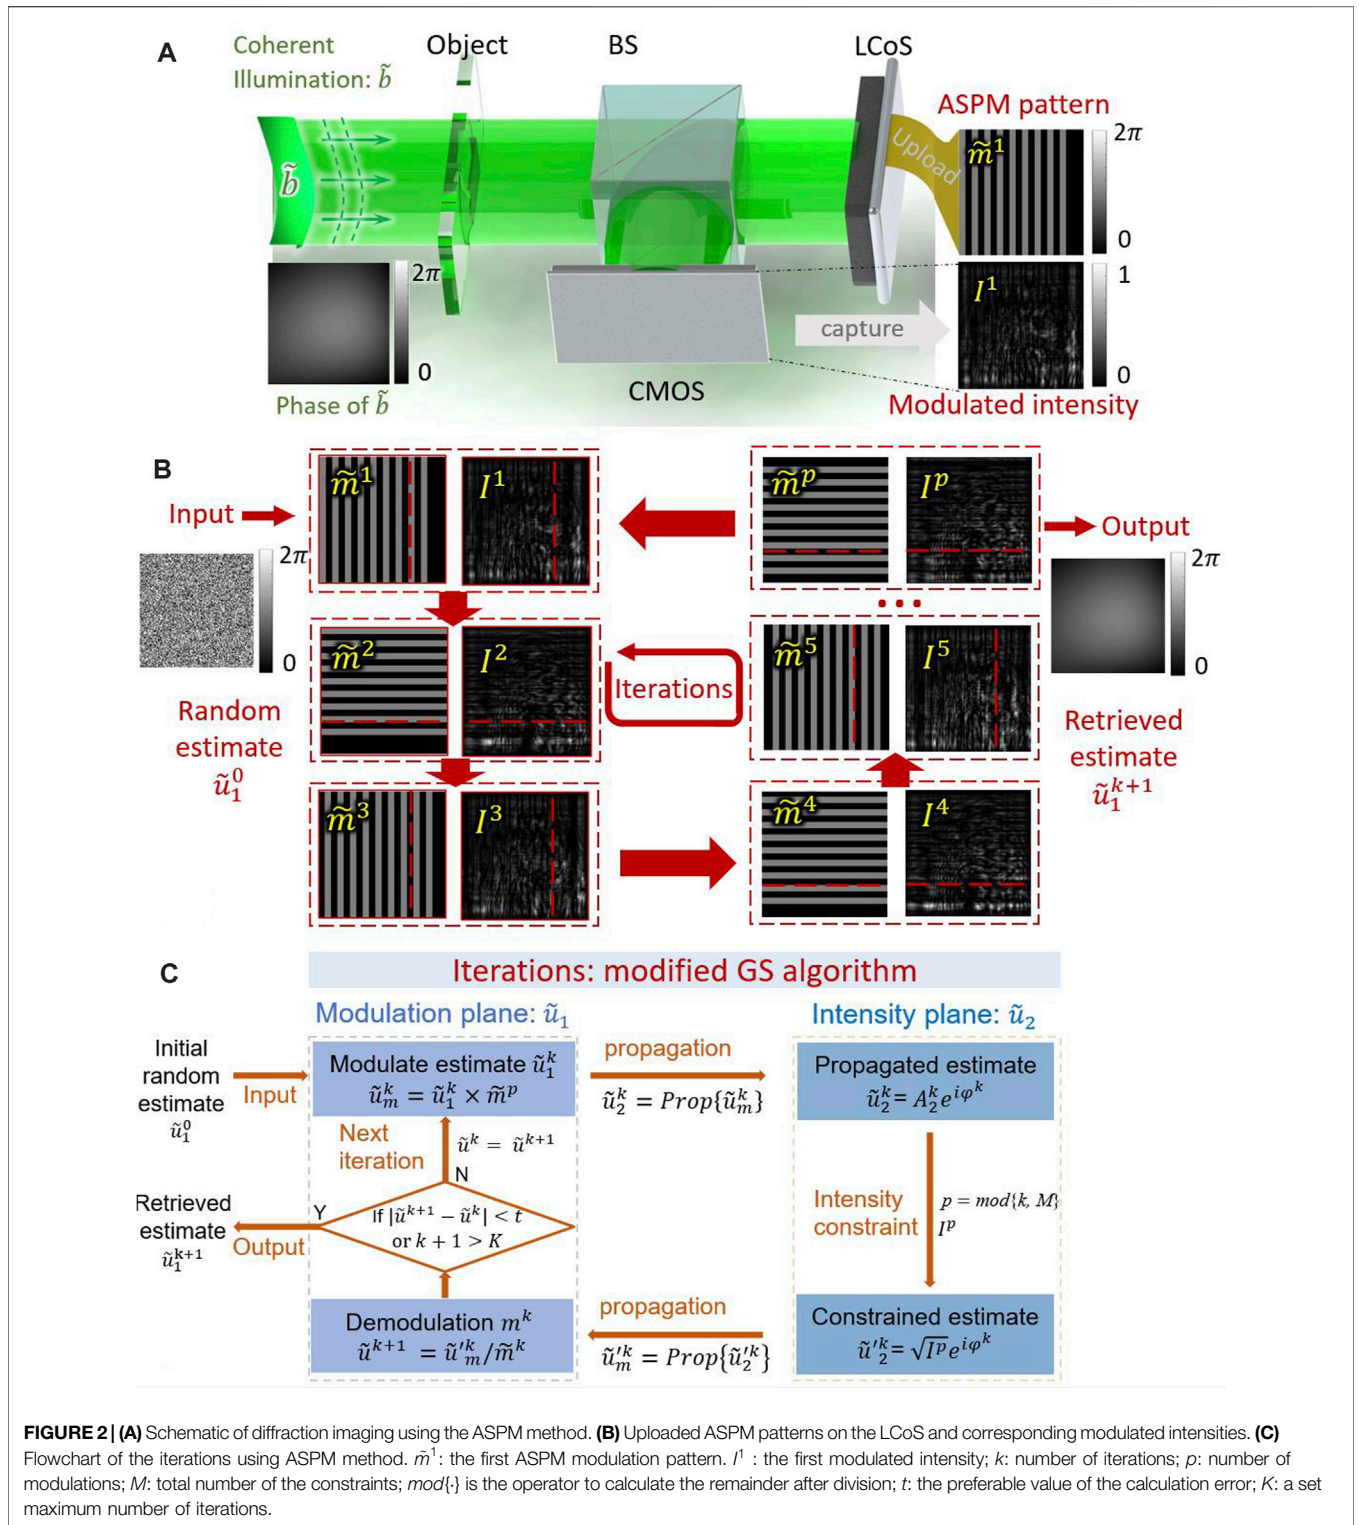 A
Coherent
Illumination: b̃
Object
BS
LCoS
ASPM pattern
b̃
Upload
m̃¹
2π
0
2π
0
Phase of b̃
CMOS
capture
I¹
1
0
Modulated intensity
B
Input
2π
0
Random
estimate
ũ₁⁰
m̃¹
I¹
m̃²
I²
m̃³
I³
Iterations
m̃ᵖ
Iᵖ
...
m̃⁵
I⁵
m̃⁴
I⁴
Output
2π
0
Retrieved
estimate
ũ₁ᵏ⁺¹
C
Iterations: modified GS algorithm
Modulation plane: ũ₁
Intensity plane: ũ₂
Initial
random
estimate
ũ₁⁰
Input
Modulate estimate ũ₁ᵏ
ũₘᵏ = ũ₁ᵏ × m̃ᵖ
propagation
ũ₂ᵏ = Prop{ũₘᵏ}
Propagated estimate
ũ₂ᵏ = A₂ᵏe^{iφᵏ}
Next
iteration
ũᵏ = ũᵏ⁺¹
N
Retrieved
estimate
ũ₁ᵏ⁺¹
Y
Output
If |ũᵏ⁺¹ − ũᵏ| < t
or k + 1 > K
Intensity
constraint
p = mod{k, M}
Iᵖ
Demodulation mᵏ
ũᵏ⁺¹ = ũ′ₘᵏ/m̃ᵏ
propagation
ũ′ₘᵏ = Prop{ũ′₂ᵏ}
Constrained estimate
ũ′₂ᵏ = √Iᵖe^{iφᵏ}
FIGURE 2 | (A) Schematic of diffraction imaging using the ASPM method. (B) Uploaded ASPM patterns on the LCoS and corresponding modulated intensities. (C)
Flowchart of the iterations using ASPM method. m̃¹: the first ASPM modulation pattern. I¹ : the first modulated intensity; k: number of iterations; p: number of
modulations; M: total number of the constraints; mod{·} is the operator to calculate the remainder after division; t: the preferable value of the calculation error; K: a set
maximum number of iterations.